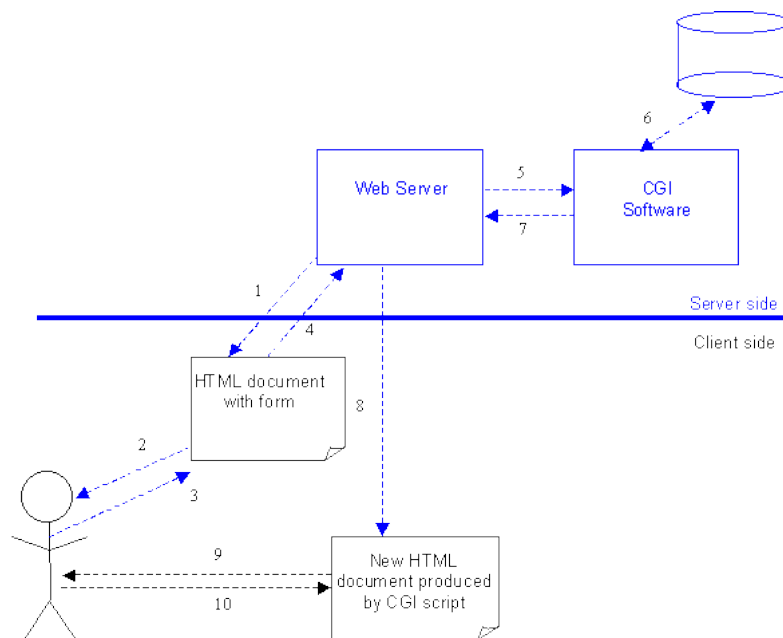 6
Web Server
5
CGI
Software
7
1
4
Server side
Client side
HTML document
with form
8
2
3
9
10
New HTML
document produced
by CGI script